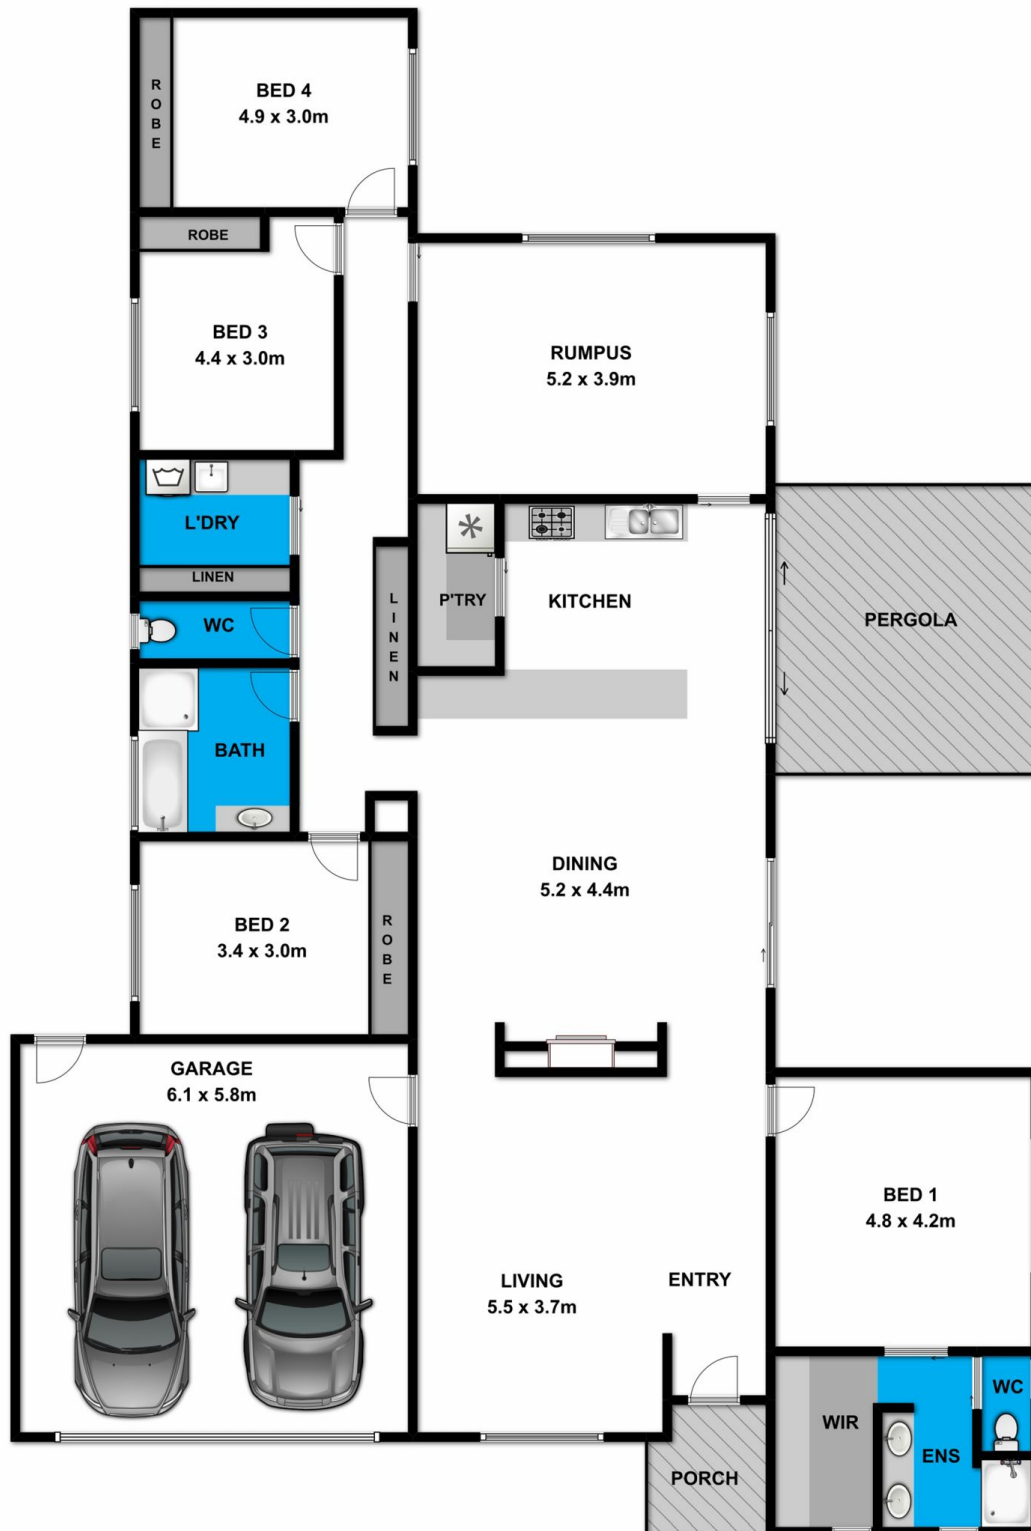 BED 4
4.9 x 3.0m
ROBE
ROBE
BED 3
4.4 x 3.0m
RUMPUS
5.2 x 3.9m
L'DRY
LINEN
WC
LINEN
P'TRY
KITCHEN
PERGOLA
BATH
DINING
5.2 x 4.4m
BED 2
3.4 x 3.0m
ROBE
GARAGE
6.1 x 5.8m
BED 1
4.8 x 4.2m
LIVING
5.5 x 3.7m
ENTRY
WC
WIR
ENS
PORCH